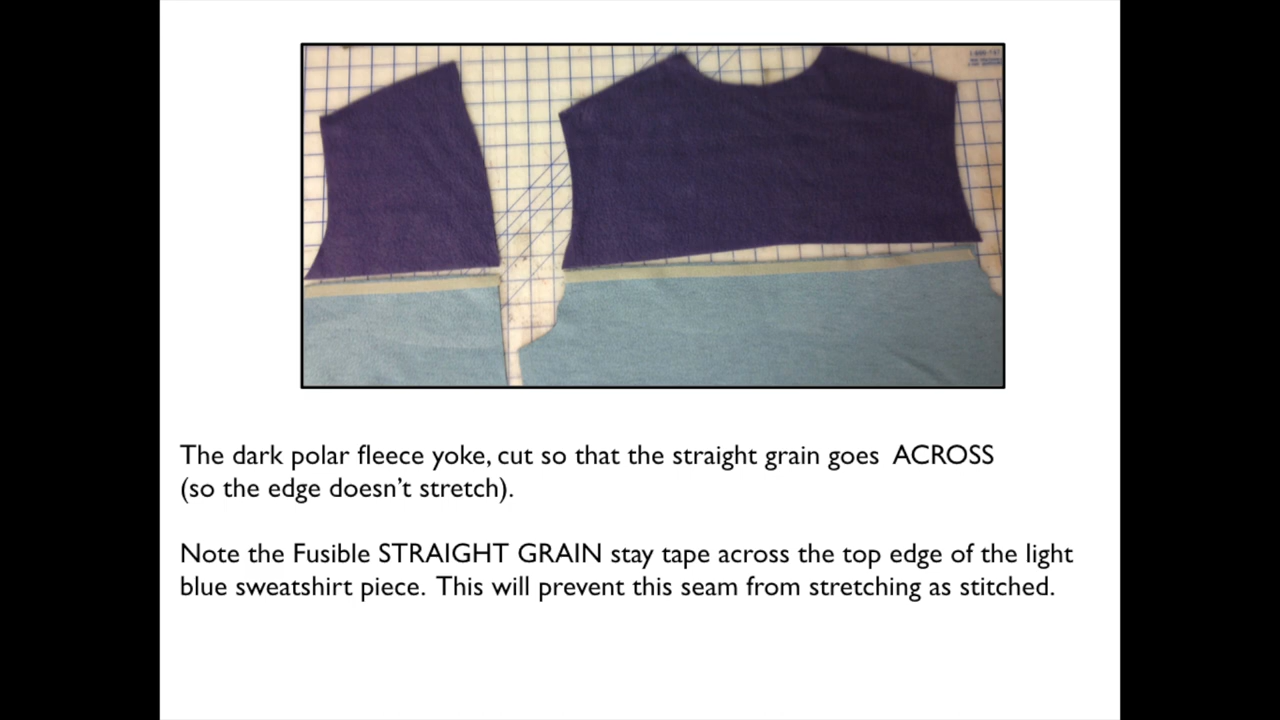 The dark polar fleece yoke, cut so that the straight grain goes ACROSS
(so the edge doesn't stretch).
Note the Fusible STRAIGHT GRAIN stay tape across the top edge of the light
blue sweatshirt piece. This will prevent this seam from stretching as stitched.